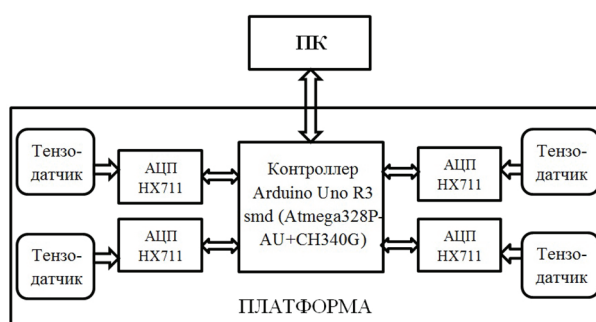 ПК
Тензо-
датчик
АЦП
HX711
Контроллер
Arduino Uno R3
smd (Atmega328P-
AU+CH340G)
АЦП
HX711
Тензо-
датчик
Тензо-
датчик
АЦП
HX711
АЦП
HX711
Тензо-
датчик
ПЛАТФОРМА